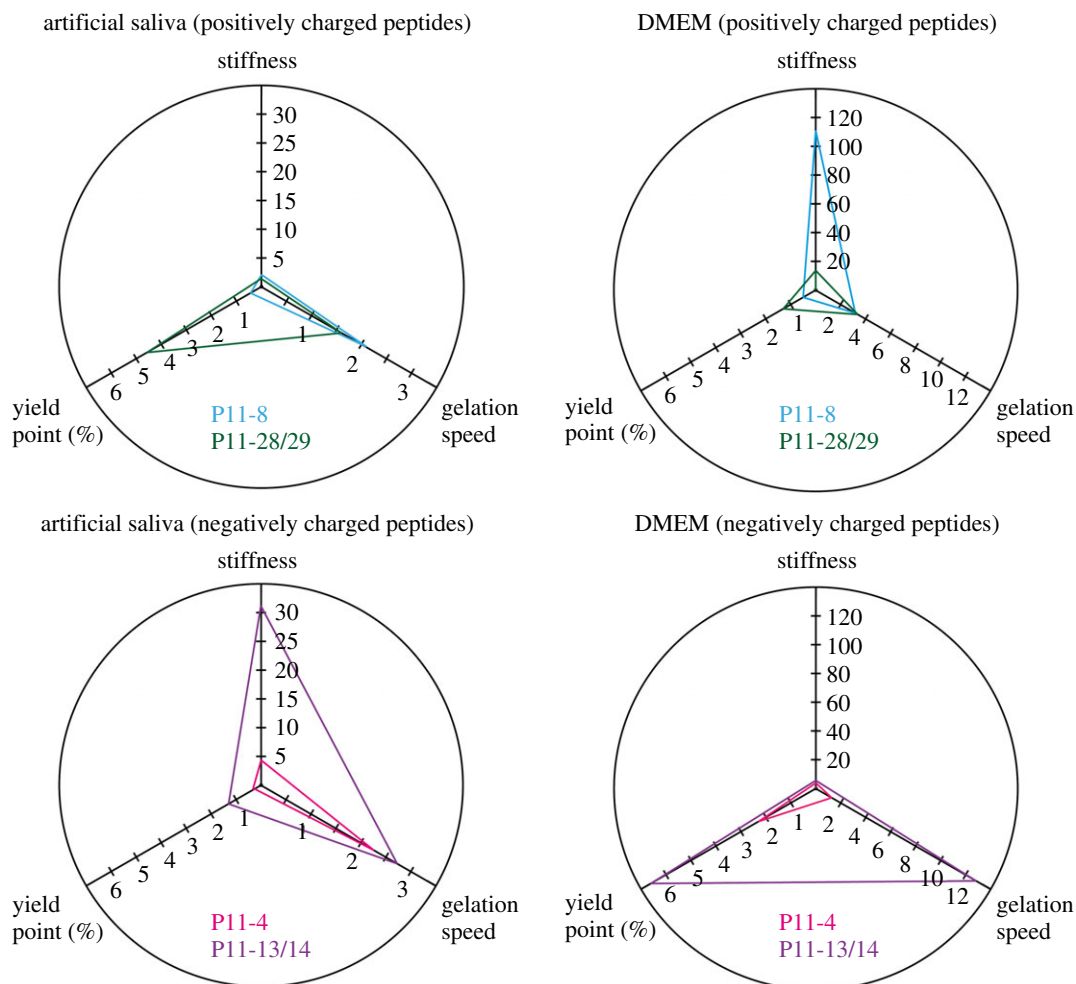 artificial saliva (positively charged peptides)
stiffness
30
25
20
15
10
5
1
2
3
4
5
6
1
2
3
yield
point (%)
gelation
speed
P11-8
P11-28/29
DMEM (positively charged peptides)
stiffness
120
100
80
60
40
20
1
2
3
4
5
6
2
4
6
8
10
12
yield
point (%)
gelation
speed
P11-8
P11-28/29
artificial saliva (negatively charged peptides)
stiffness
30
25
20
15
10
5
1
2
3
4
5
6
1
2
3
yield
point (%)
gelation
speed
P11-4
P11-13/14
DMEM (negatively charged peptides)
stiffness
120
100
80
60
40
20
1
2
3
4
5
6
2
4
6
8
10
12
yield
point (%)
gelation
speed
P11-4
P11-13/14